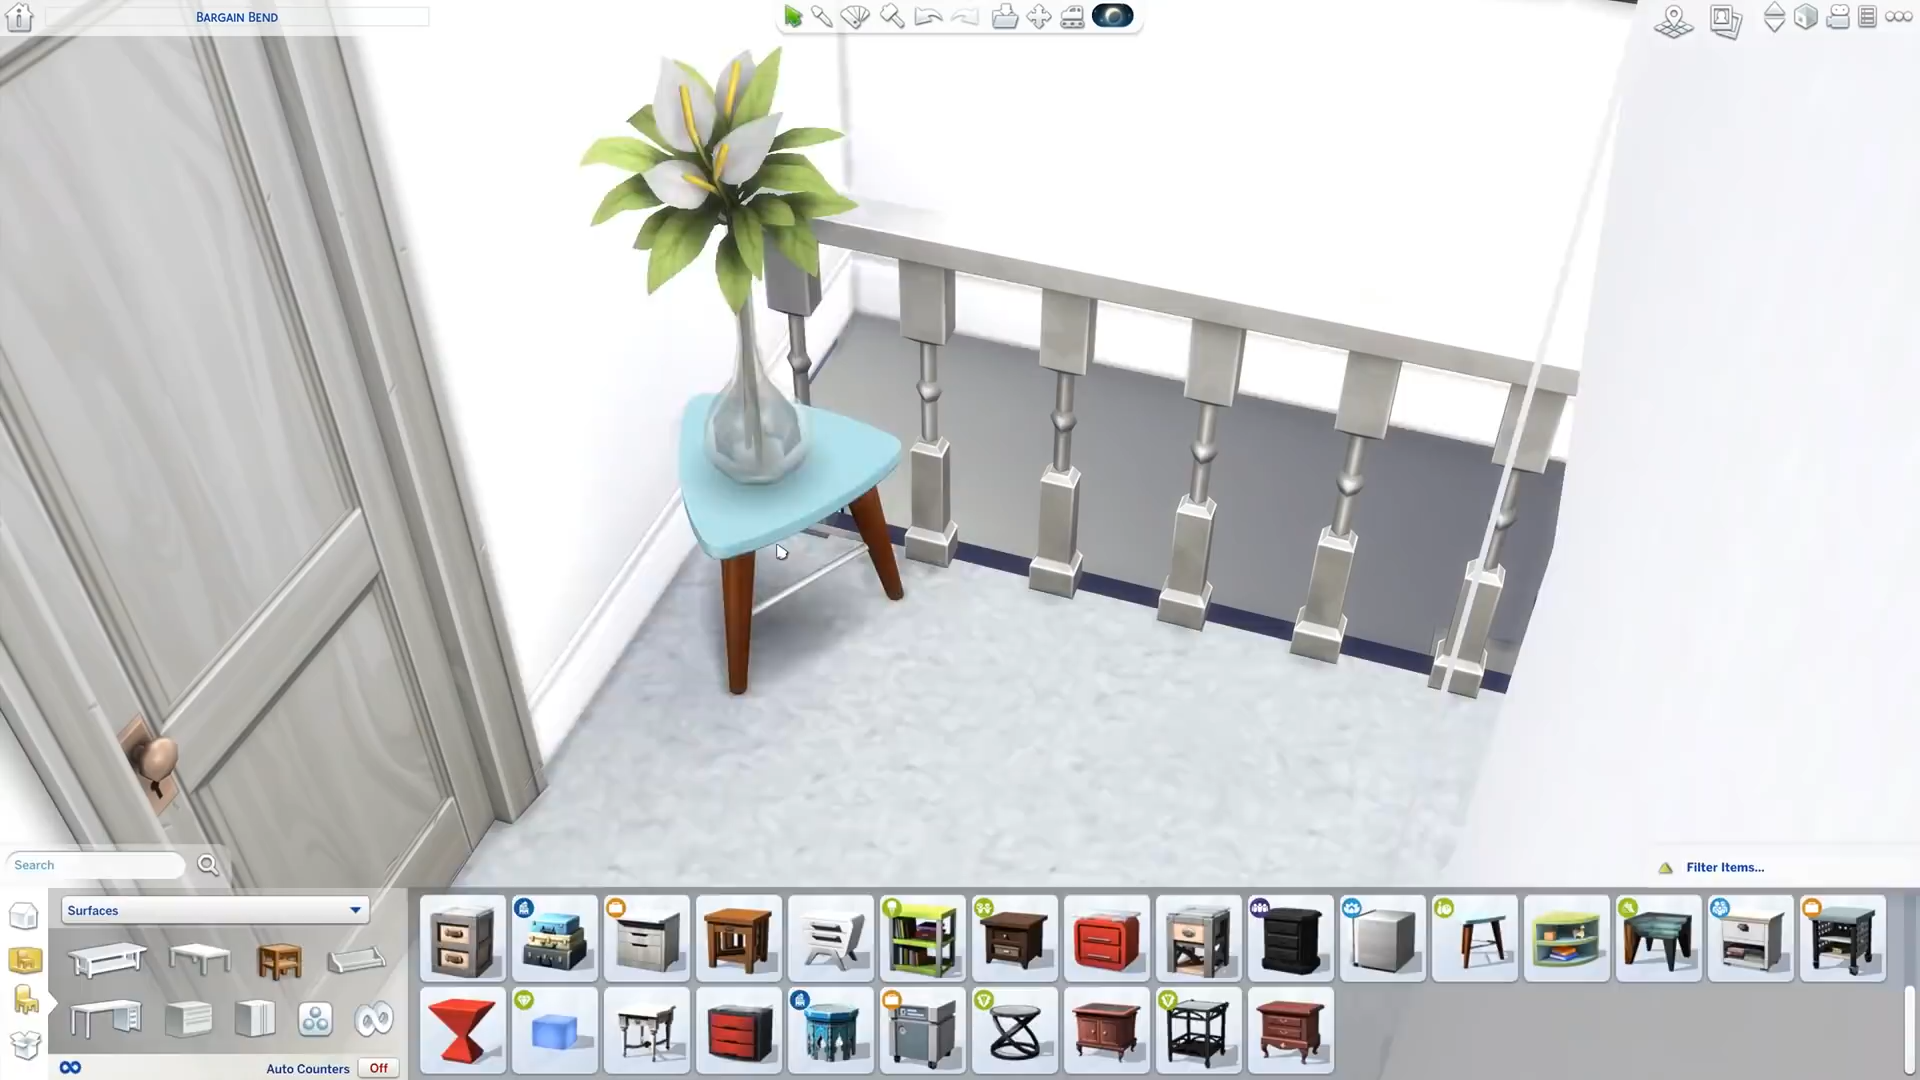 BARGAIN BEND
Search
Filter Items...
Surfaces
Auto Counters Off